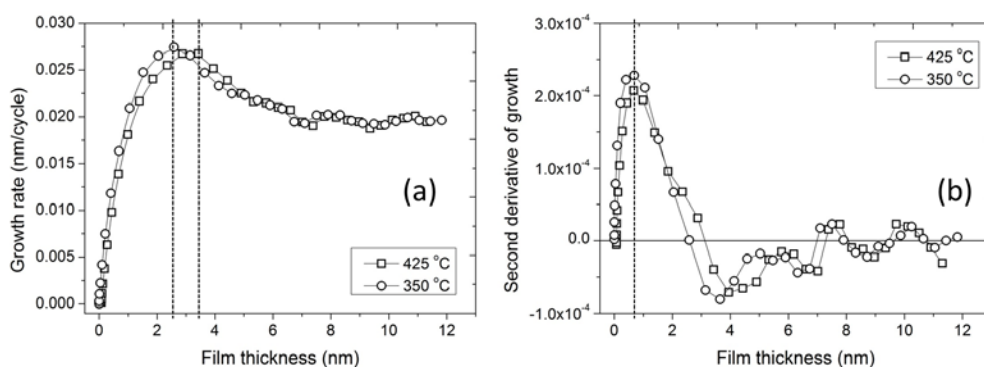 0.030
0.025
0.020
0.015
0.010
0.005
0.000
Growth rate (nm/cycle)
0 2 4 6 8 10 12
Film thickness (nm)
(a)
425 °C
350 °C
3.0x10⁻⁴
2.0x10⁻⁴
1.0x10⁻⁴
0.0
-1.0x10⁻⁴
Second derivative of growth
0 2 4 6 8 10 12
Film thickness (nm)
(b)
425 °C
350 °C